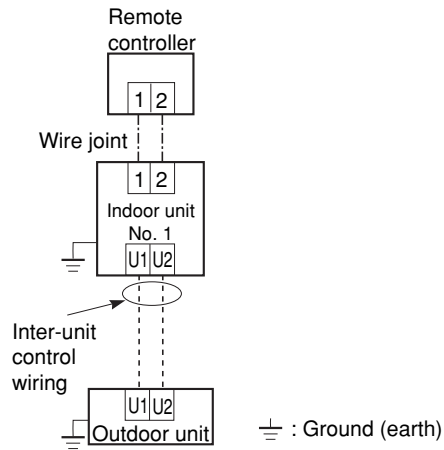 Remote
controller
1 2
Wire joint
1 2
Indoor unit
No. 1
U1 U2
Inter-unit
control
wiring
U1 U2
Outdoor unit
: Ground (earth)